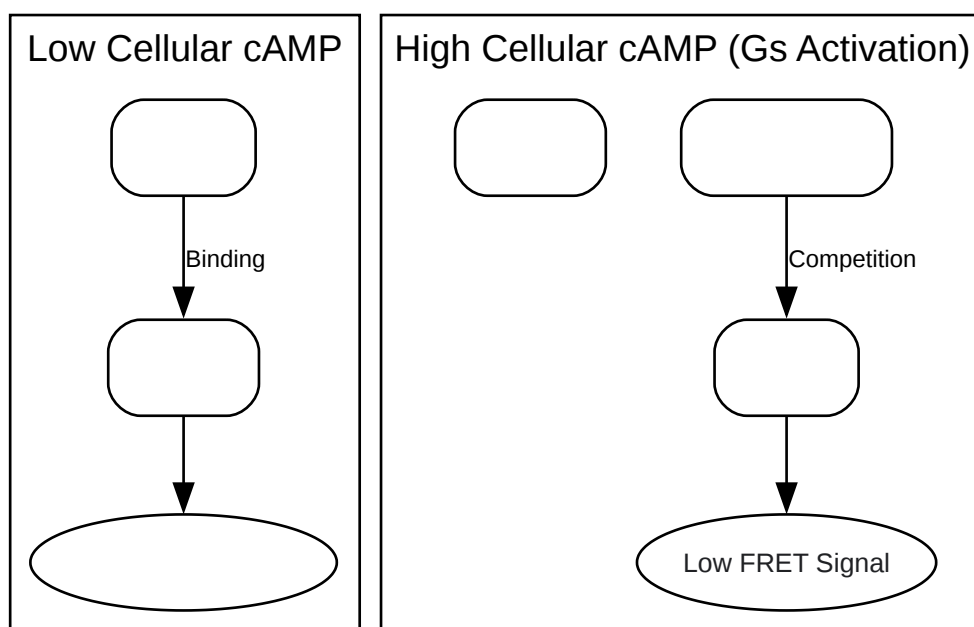 Low Cellular cAMP
High Cellular cAMP (Gs Activation)
Binding
Competition
Low FRET Signal